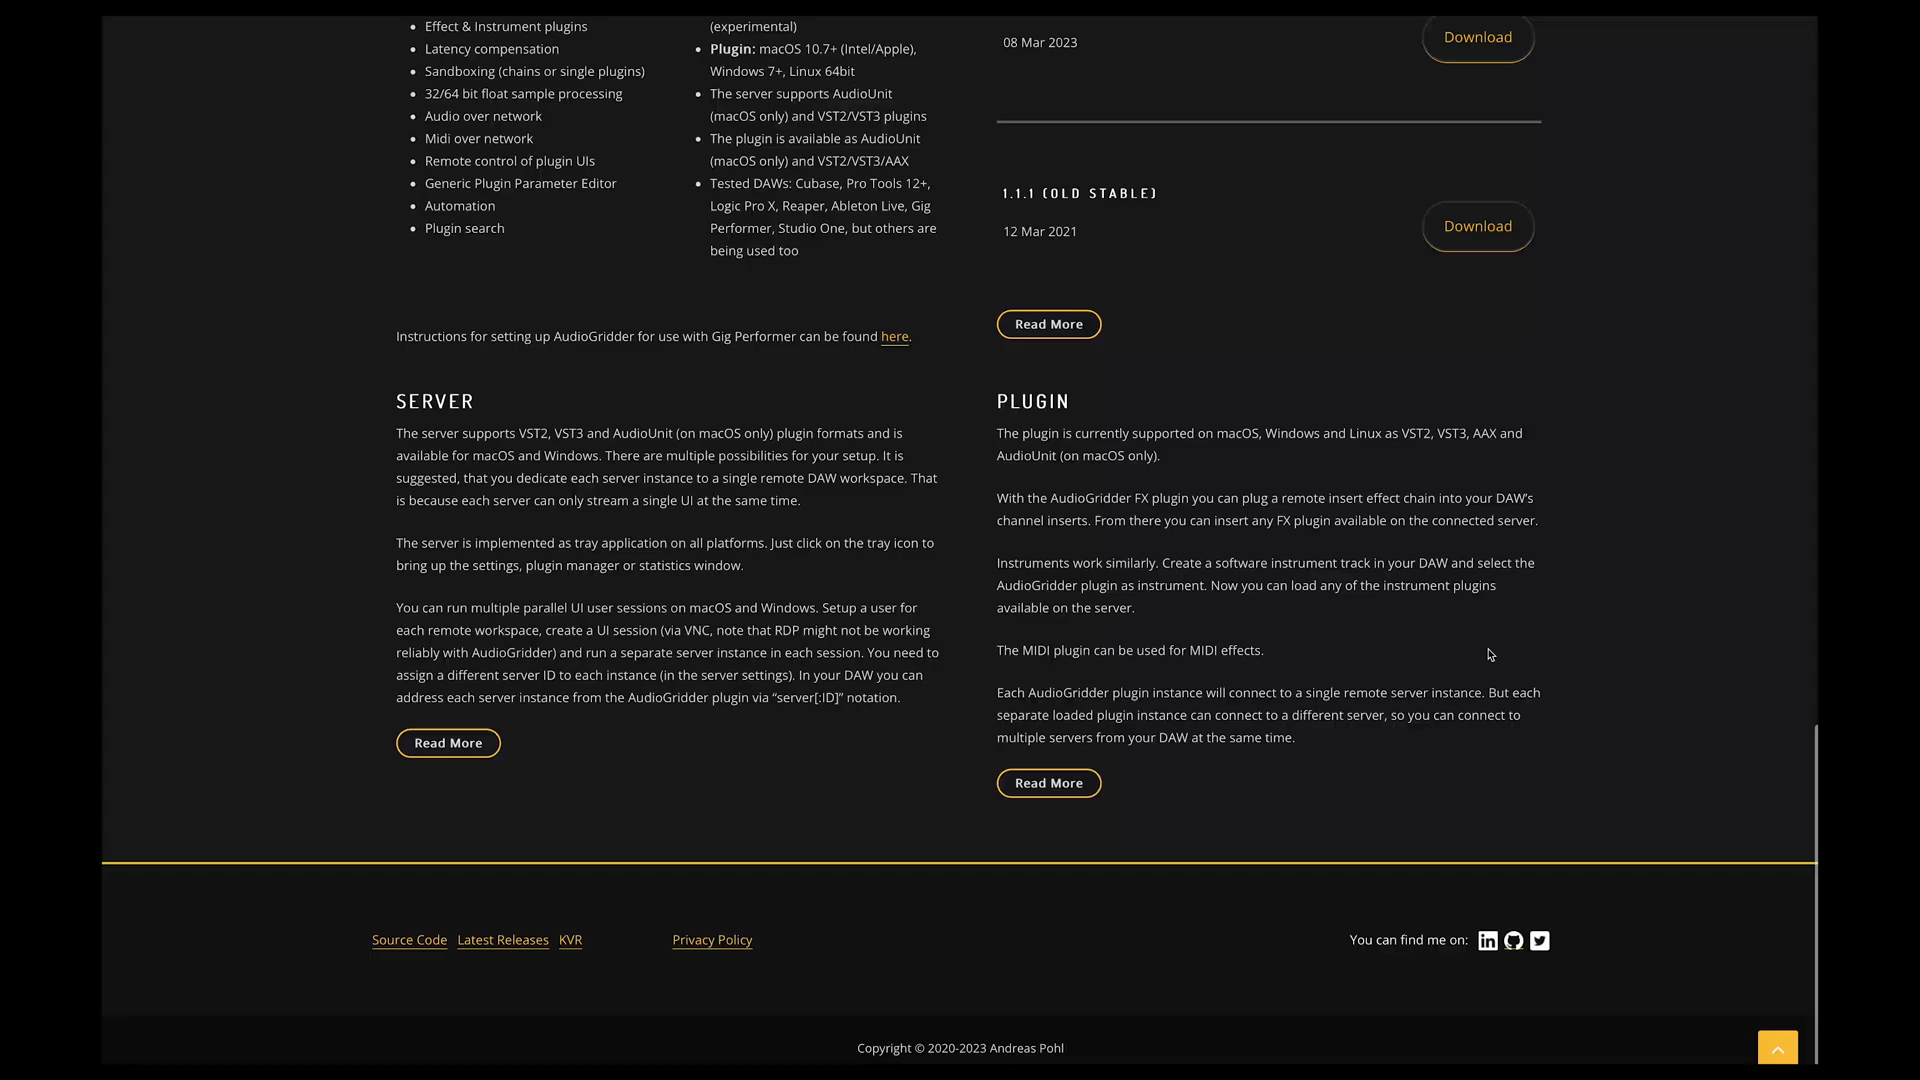 Effect & Instrument plugins
Latency compensation
Sandboxing (chains or single plugins)
32/64 bit float sample processing
Audio over network
Midi over network
Remote control of plugin UIs
Generic Plugin Parameter Editor
Automation
Plugin search
(experimental)
Plugin: macOS 10.7+ (Intel/Apple),
Windows 7+, Linux 64bit
The server supports AudioUnit
(macOS only) and VST2/VST3 plugins
The plugin is available as AudioUnit
(macOS only) and VST2/VST3/AAX
Tested DAWs: Cubase, Pro Tools 12+,
Logic Pro X, Reaper, Ableton Live, Gig
Performer, Studio One, but others are
being used too
08 Mar 2023
Download
1.1.1 (OLD STABLE)
12 Mar 2021
Download
Read More
Instructions for setting up AudioGridder for use with Gig Performer can be found here.
SERVER
The server supports VST2, VST3 and AudioUnit (on macOS only) plugin formats and is
available for macOS and Windows. There are multiple possibilities for your setup. It is
suggested, that you dedicate each server instance to a single remote DAW workspace. That
is because each server can only stream a single UI at the same time.
The server is implemented as tray application on all platforms. Just click on the tray icon to
bring up the settings, plugin manager or statistics window.
You can run multiple parallel UI user sessions on macOS and Windows. Setup a user for
each remote workspace, create a UI session (via VNC, note that RDP might not be working
reliably with AudioGridder) and run a separate server instance in each session. You need to
assign a different server ID to each instance (in the server settings). In your DAW you can
address each server instance from the AudioGridder plugin via “server[:ID]” notation.
Read More
PLUGIN
The plugin is currently supported on macOS, Windows and Linux as VST2, VST3, AAX and
AudioUnit (on macOS only).
With the AudioGridder FX plugin you can plug a remote insert effect chain into your DAW’s
channel inserts. From there you can insert any FX plugin available on the connected server.
Instruments work similarly. Create a software instrument track in your DAW and select the
AudioGridder plugin as instrument. Now you can load any of the instrument plugins
available on the server.
The MIDI plugin can be used for MIDI effects.
Each AudioGridder plugin instance will connect to a single remote server instance. But each
separate loaded plugin instance can connect to a different server, so you can connect to
multiple servers from your DAW at the same time.
Read More
Source Code Latest Releases KVR
Privacy Policy
You can find me on:
Copyright © 2020-2023 Andreas Pohl